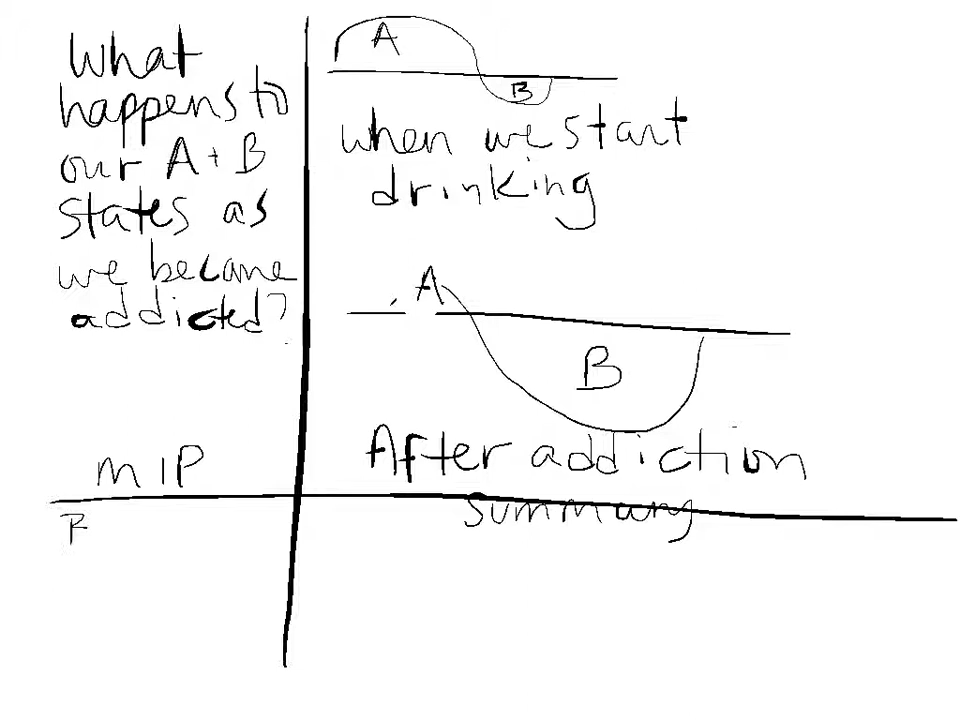 What
happens to
our A + B
states as
we became
addicted?
A
B
when we start
drinking
A
B
After addiction
summary
MIP
F